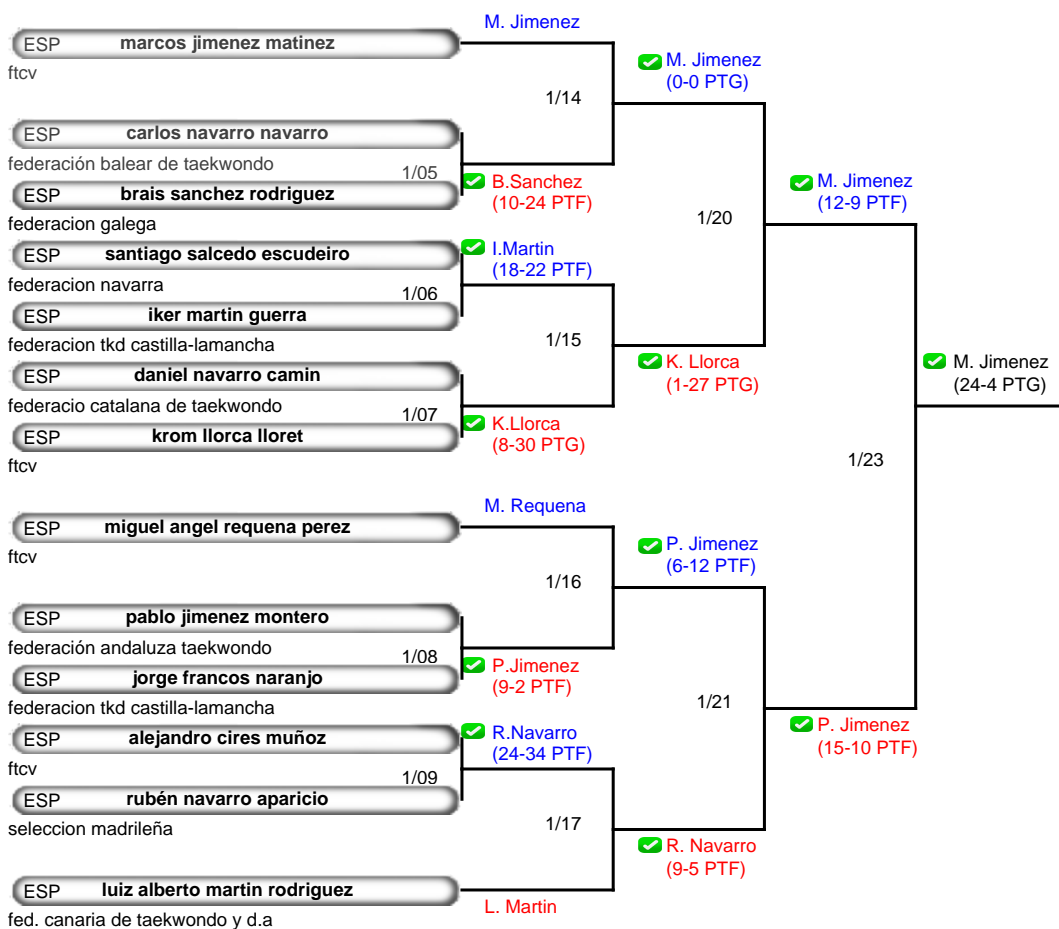 M. Jimenez
ESP marcos jimenez matinez
ftcv
M. Jimenez
(0-0 PTG)
1/14
ESP carlos navarro navarro
federación balear de taekwondo
1/05
B.Sanchez
(10-24 PTF)
ESP brais sanchez rodriguez
federacion galega
M. Jimenez
(12-9 PTF)
1/20
ESP santiago salcedo escudeiro
federacion navarra
I.Martin
(18-22 PTF)
1/06
ESP iker martin guerra
federacion tkd castilla-lamancha
1/15
K. Llorca
(1-27 PTG)
M. Jimenez
(24-4 PTG)
ESP daniel navarro camin
federacio catalana de taekwondo
1/07
K.Llorca
(8-30 PTG)
ESP krom llorca lloret
ftcv
1/23
M. Requena
ESP miguel angel requena perez
ftcv
P. Jimenez
(6-12 PTF)
1/16
ESP pablo jimenez montero
federación andaluza taekwondo
1/08
P.Jimenez
(9-2 PTF)
ESP jorge francos naranjo
federacion tkd castilla-lamancha
1/21
P. Jimenez
(15-10 PTF)
ESP alejandro cires muñoz
ftcv
R.Navarro
(24-34 PTF)
1/09
ESP rubén navarro aparicio
seleccion madrileña
1/17
R. Navarro
(9-5 PTF)
ESP luiz alberto martin rodriguez
fed. canaria de taekwondo y d.a
L. Martin